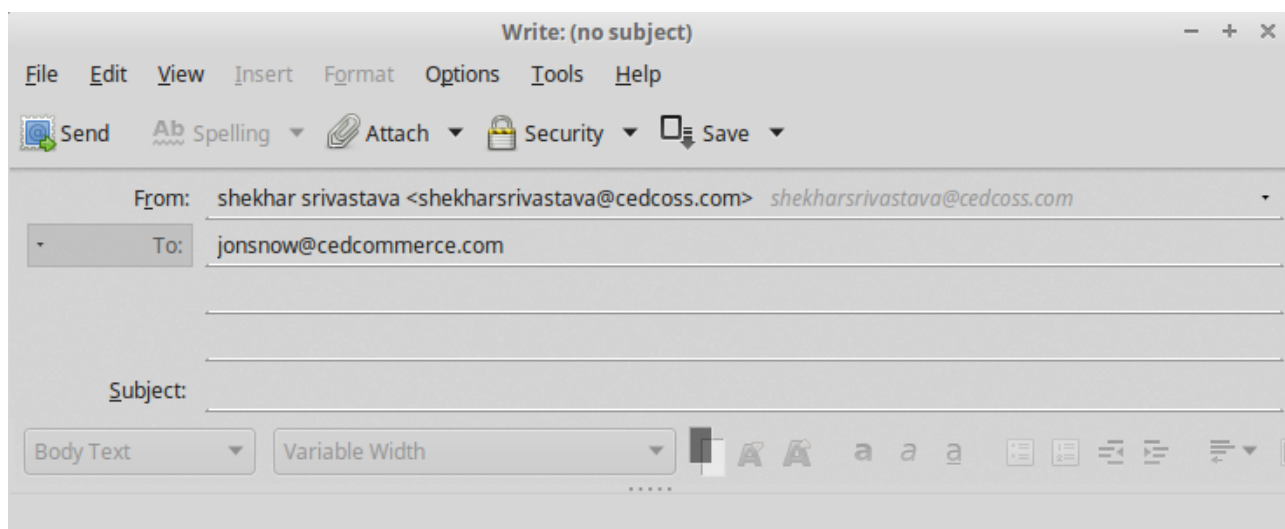 Write: (no subject)
File Edit View Insert Format Options Tools Help
Send Ab Spelling Attach Security Save
From: shekhar srivastava <shekharsrivastava@cedcoss.com> shekharsrivastava@cedcoss.com
To: jonsnow@cedcommerce.com
Subject:
Body Text Variable Width A A a a a